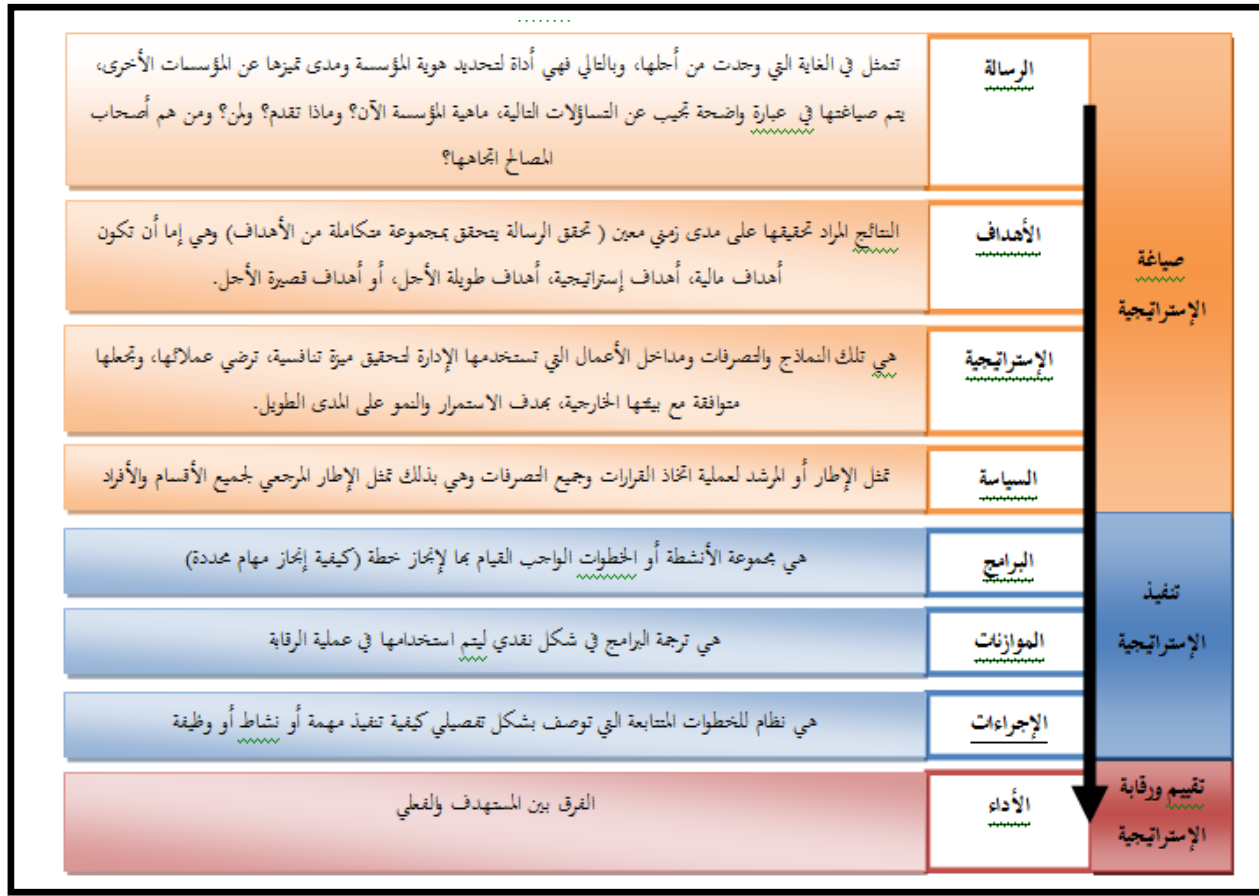 صياغة
الإستراتيجية
الرسالة
تتمثل في الغاية التي وجدت من أجلها، وبالتالي فهي أداة لتحديد هوية المؤسسة ومدى تميزها عن المؤسسات الأخرى،
يتم صياغتها في عبارة واضحة تجيب عن التساؤلات التالية، ماهية المؤسسة الآن؟ وماذا تقدم؟ ولمن؟ ومن هم أصحاب
المصالح اتجاهها؟
الأهداف
النتائج المراد تحقيقها على مدى زمني معين ( تحقق الرسالة يتحقق بمجموعة متكاملة من الأهداف) وهي إما أن تكون
أهداف مالية، أهداف إستراتيجية، أهداف طويلة الأجل، أو أهداف قصيرة الأجل.
الإستراتيجية
هي تلك النماذج والتصرفات ومداخل الأعمال التي تستخدمها الإدارة لتحقيق ميزة تنافسية، ترضي عملائها، وتجعلها
متوافقة مع بيئتها الخارجية، بهدف الاستمرار والنمو على المدى الطويل.
السياسة
تمثل الإطار أو المرشد لعملية اتخاذ القرارات وجميع التصرفات وهي بذلك تمثل الإطار المرجعي لجميع الأقسام والأفراد
تنفيذ
الإستراتيجية
البرامج
هي مجموعة الأنشطة أو الخطوات الواجب القيام بها لإنجاز خطة (كيفية إنجاز مهام محددة)
الموازنات
هي ترجمة البرامج في شكل نقدي ليتم استخدامها في عملية الرقابة
الإجراءات
هي نظام للخطوات المتتابعة التي توصف بشكل تفصيلي كيفية تنفيذ مهمة أو نشاط أو وظيفة
تقييم ورقابة
الإستراتيجية
الأداء
الفرق بين المستهدف والفعلي